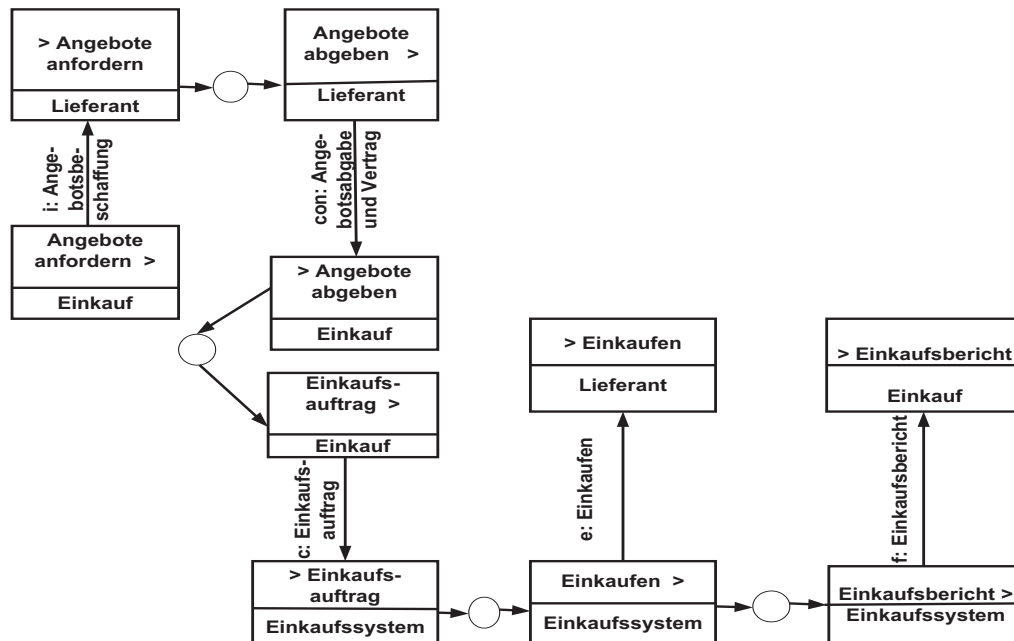 > Angebote
anfordern
Lieferant
Angebote
abgeben >
Lieferant
i: Ange-
botsbe-
schaffung
con: Ange-
botsabgabe
und Vertrag
Angebote
anfordern >
Einkauf
> Angebote
abgeben
Einkauf
Einkaufs-
auftrag >
Einkauf
> Einkaufen
Lieferant
> Einkaufsbericht
Einkauf
c: Einkaufs-
auftrag
e: Einkaufen
f: Einkaufsbericht
> Einkaufs-
auftrag
Einkaufssystem
Einkaufen >
Einkaufssystem
Einkaufsbericht >
Einkaufssystem